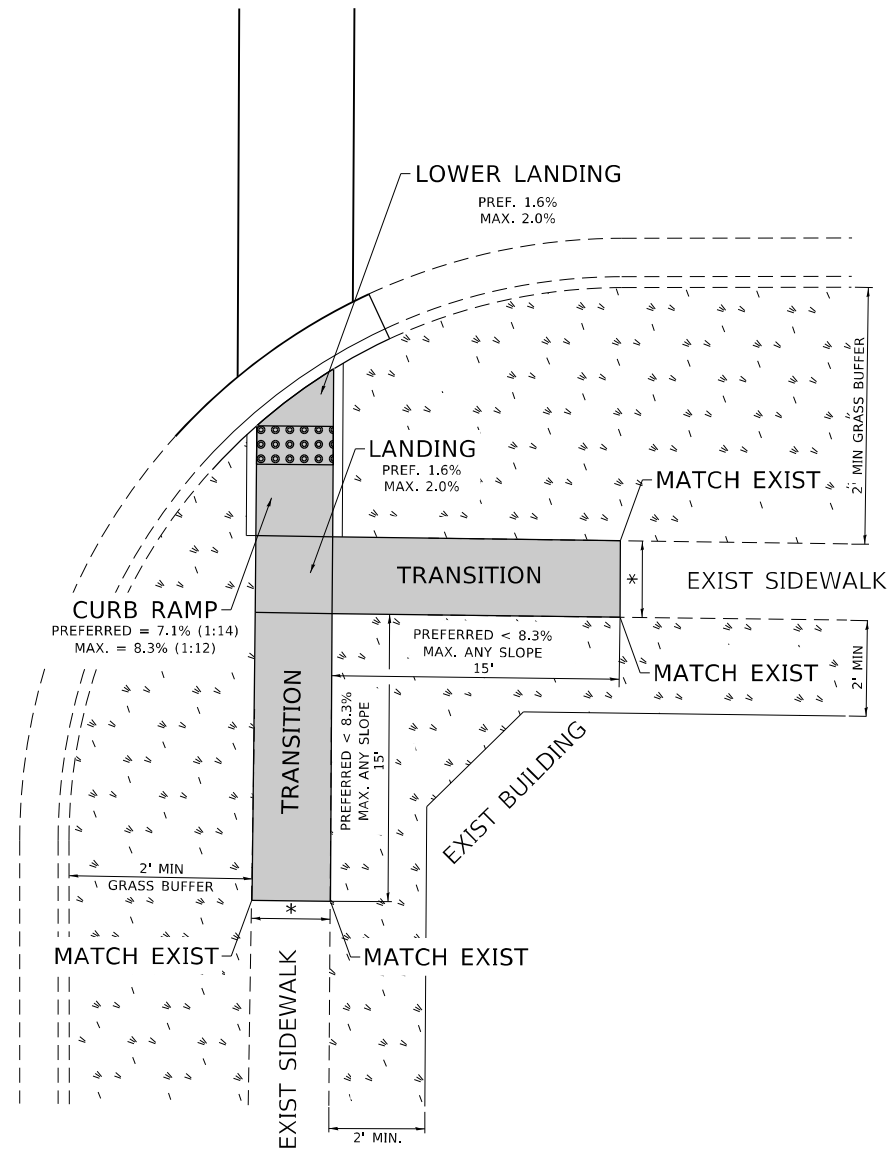 LOWER LANDING
PREF. 1.6%
MAX. 2.0%
2' MIN GRASS BUFFER
LANDING
PREF. 1.6%
MAX. 2.0%
MATCH EXIST
TRANSITION
*
EXIST SIDEWALK
CURB RAMP
PREFERRED = 7.1% (1:14)
MAX. = 8.3% (1:12)
PREFERRED < 8.3%
MAX. ANY SLOPE
15'
MATCH EXIST
2' MIN
TRANSITION
PREFERRED < 8.3%
MAX. ANY SLOPE
15'
EXIST BUILDING
2' MIN
GRASS BUFFER
*
MATCH EXIST
MATCH EXIST
EXIST SIDEWALK
2' MIN.